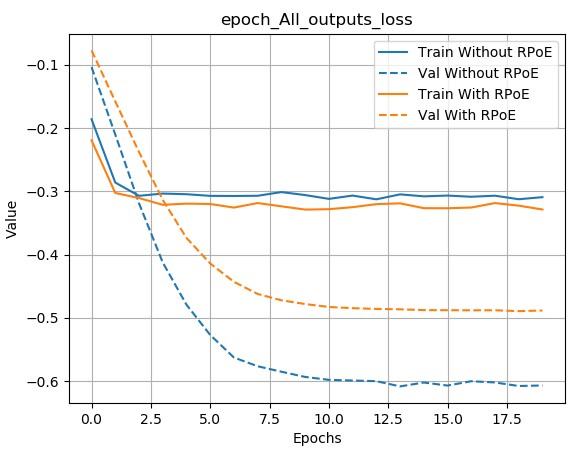 epoch_All_outputs_loss
Train Without RPoE
Val Without RPoE
Train With RPoE
Val With RPoE
Value
−0.1
−0.2
−0.3
−0.4
−0.5
−0.6
0.0 2.5 5.0 7.5 10.0 12.5 15.0 17.5
Epochs